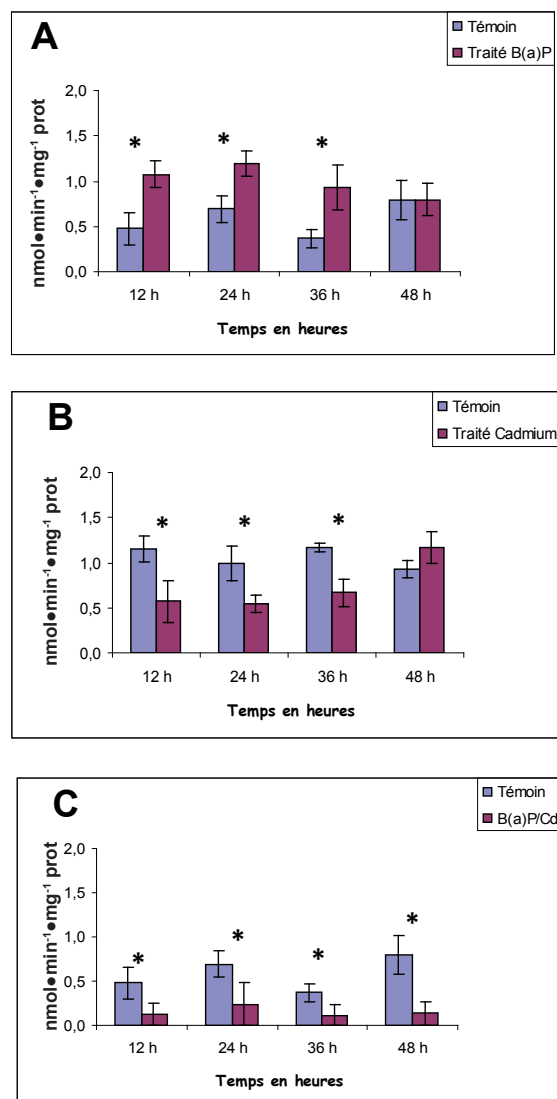 A
Témoin
Traité B(a)P
nmol●min⁻¹●mg⁻¹ prot
2,0
1,5
1,0
0,5
0,0
* * *
12 h 24 h 36 h 48 h
Temps en heures
B
Témoin
Traité Cadmium
nmol●min⁻¹●mg⁻¹ prot
2,0
1,5
1,0
0,5
0,0
* * *
12 h 24 h 36 h 48 h
Temps en heures
C
Témoin
B(a)P/Cd
nmol●min⁻¹●mg⁻¹ prot
2,0
1,5
1,0
0,5
0,0
* * * *
12 h 24 h 36 h 48 h
Temps en heures